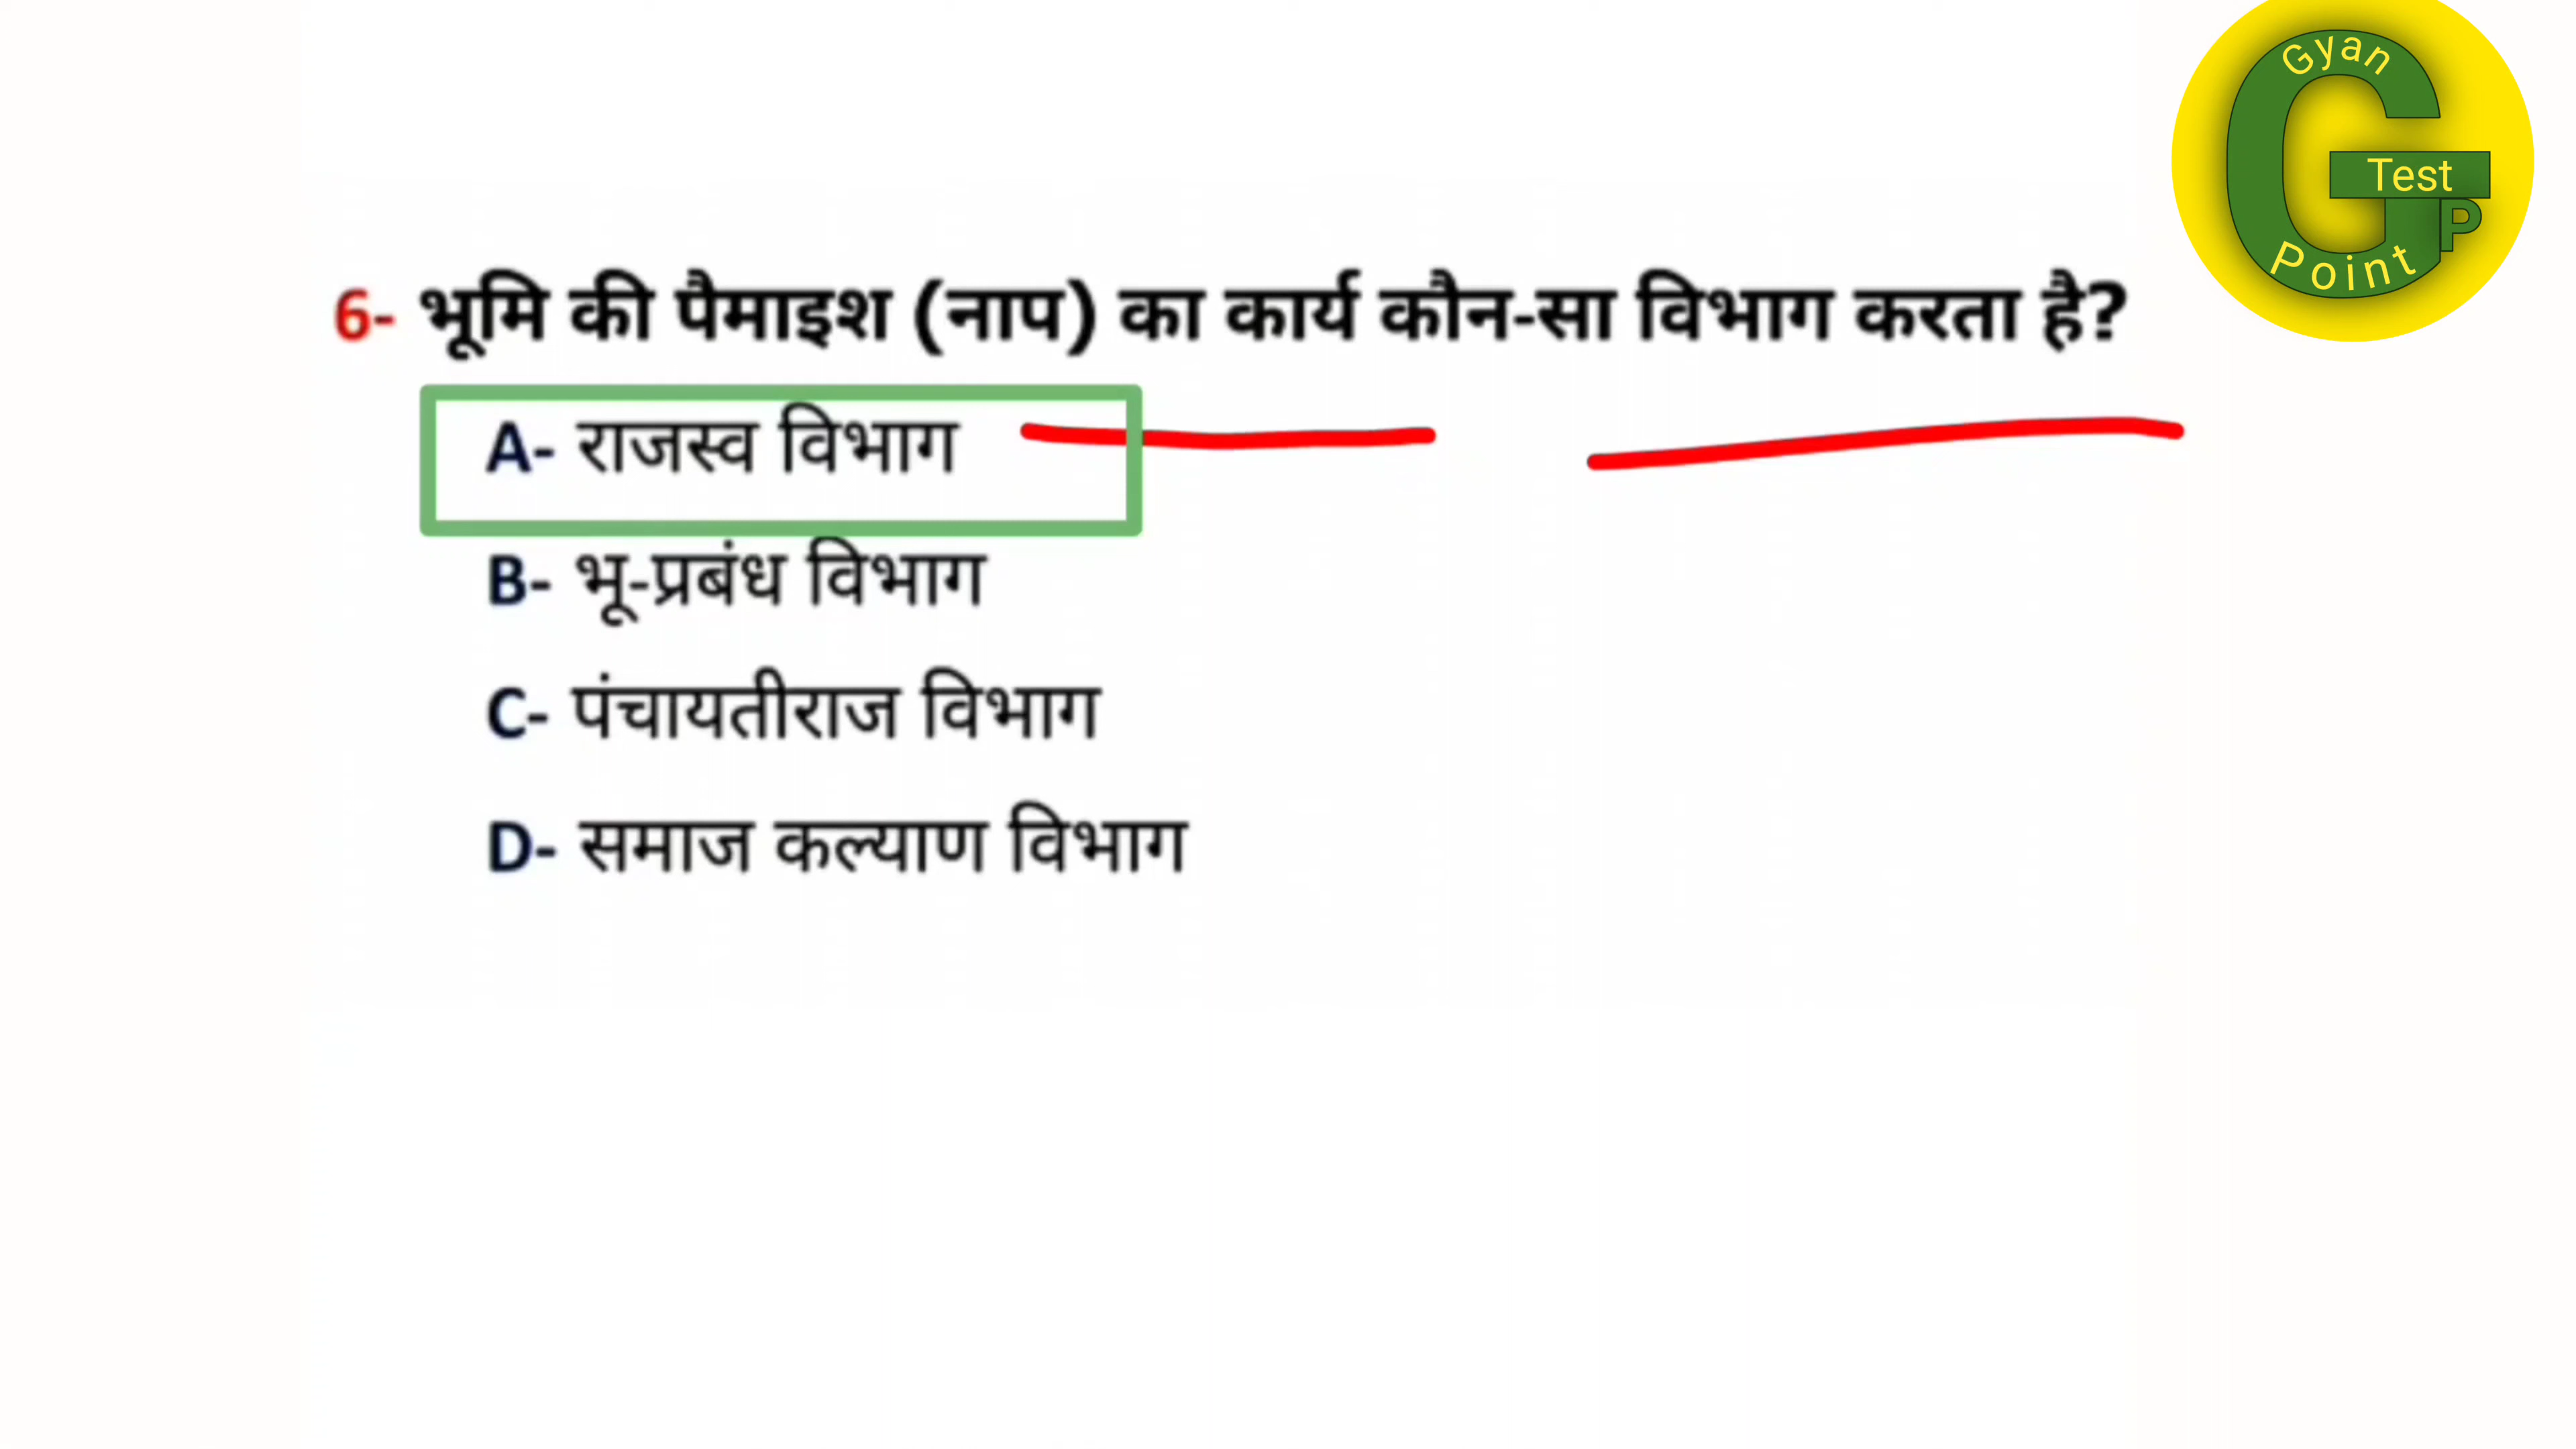 Gyan
Test
P
Point
6- भूमि की पैमाइश (नाप) का कार्य कौन-सा विभाग करता है?
A- राजस्व विभाग
B- भू-प्रबंध विभाग
C- पंचायतीराज विभाग
D- समाज कल्याण विभाग